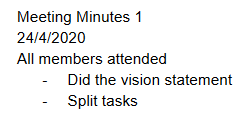 Meeting Minutes 1
24/4/2020
All members attended
- Did the vision statement
- Split tasks